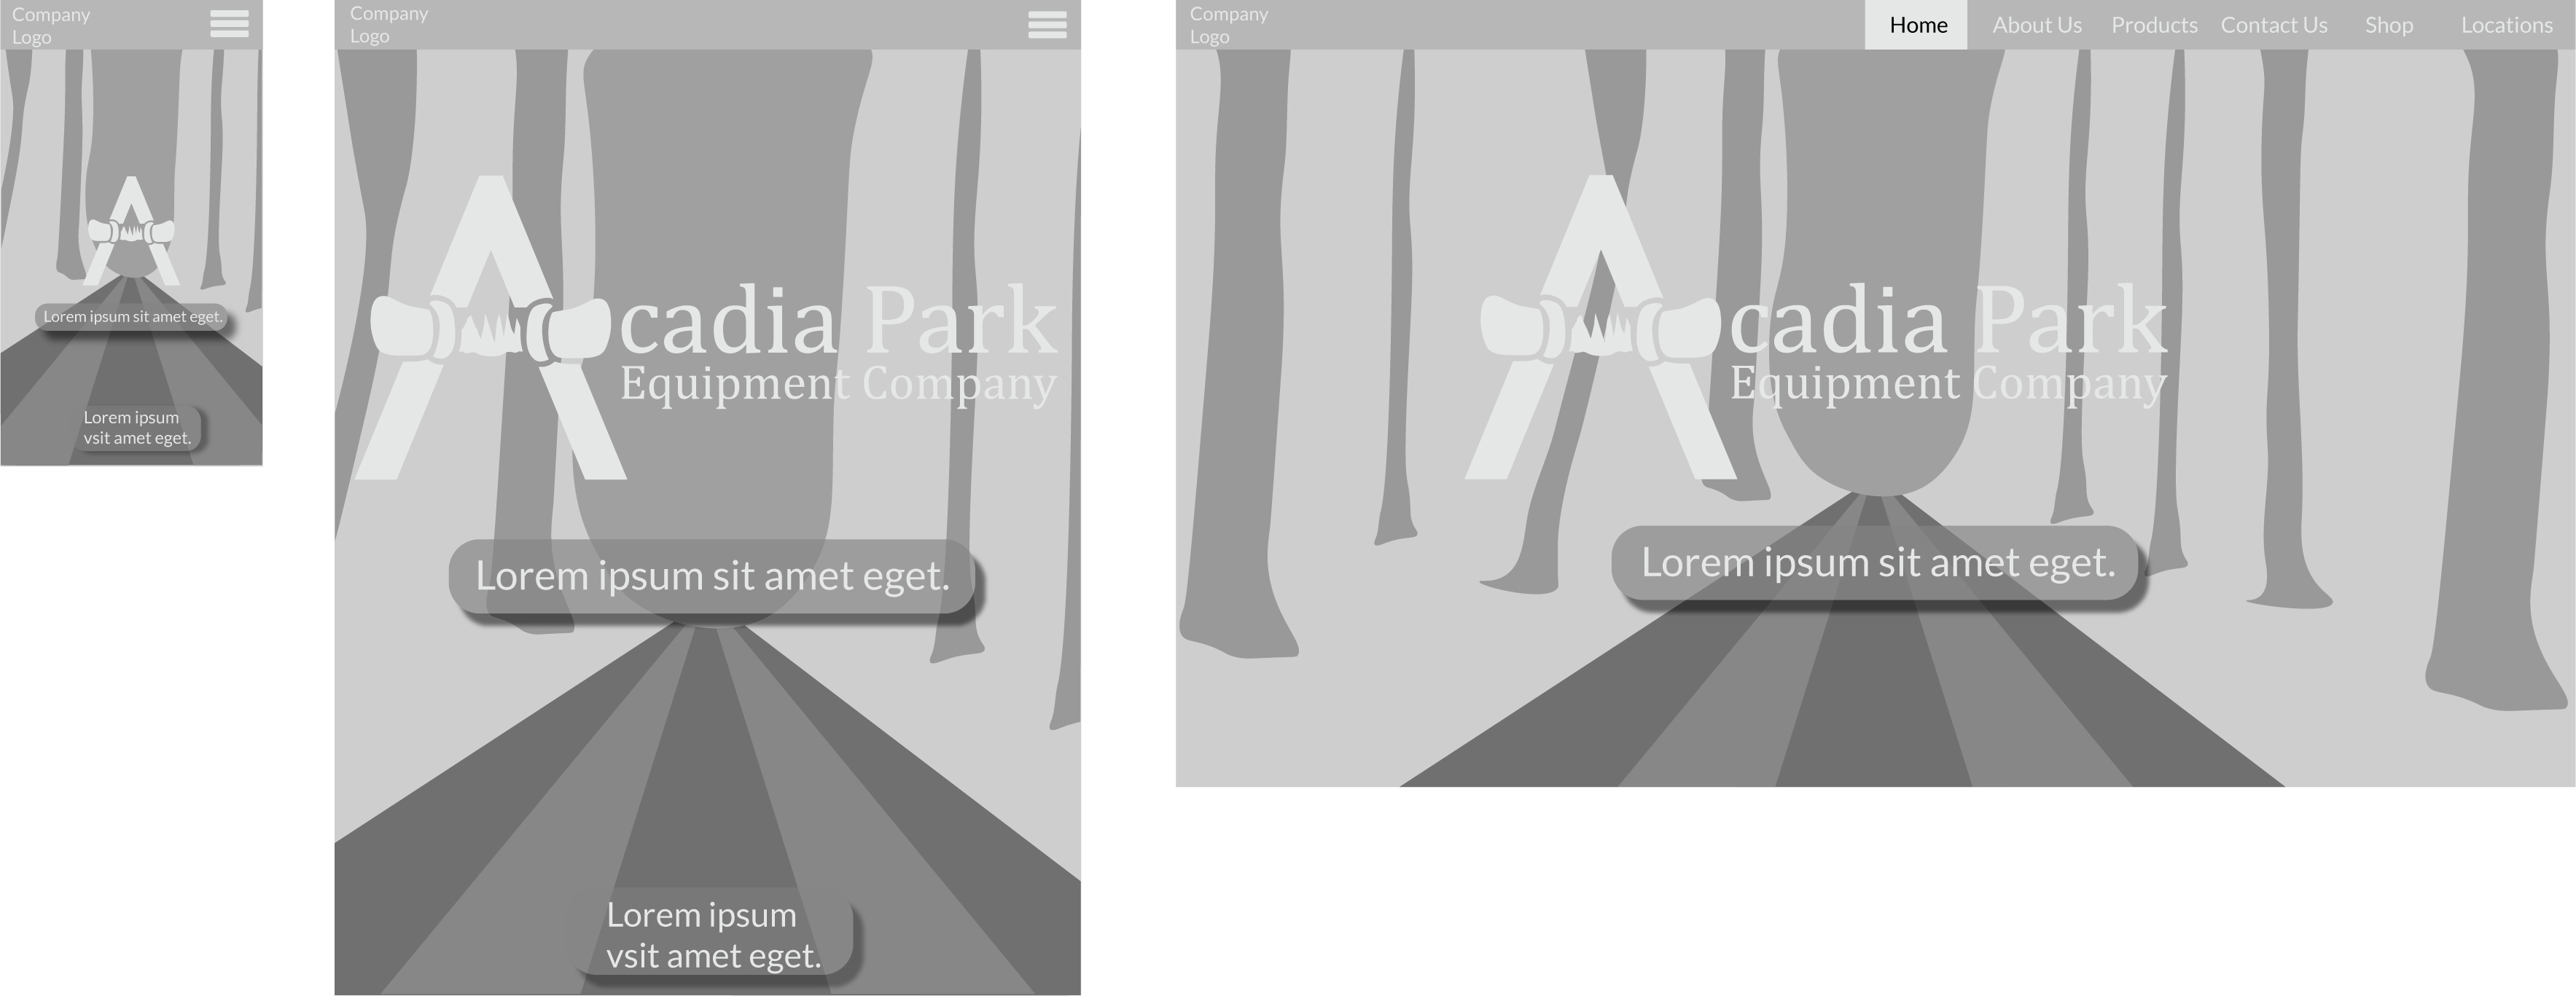 Company
Logo
Lorem ipsum sit amet eget.
Lorem ipsum
vsit amet eget.
Company
Logo
Acadia Park
Equipment Company
Lorem ipsum sit amet eget.
Lorem ipsum
vsit amet eget.
Company
Logo
Home About Us Products Contact Us Shop Locations
Acadia Park
Equipment Company
Lorem ipsum sit amet eget.